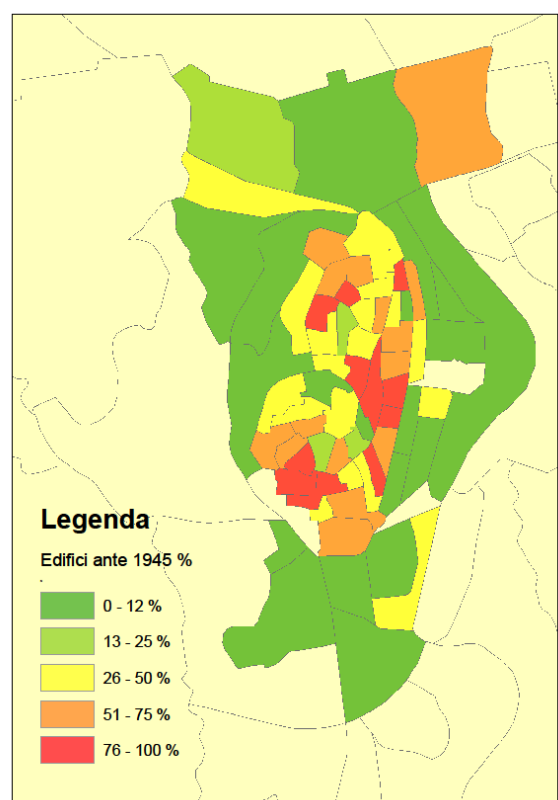 Legenda
Edifici ante 1945 %
0 - 12 %
13 - 25 %
26 - 50 %
51 - 75 %
76 - 100 %